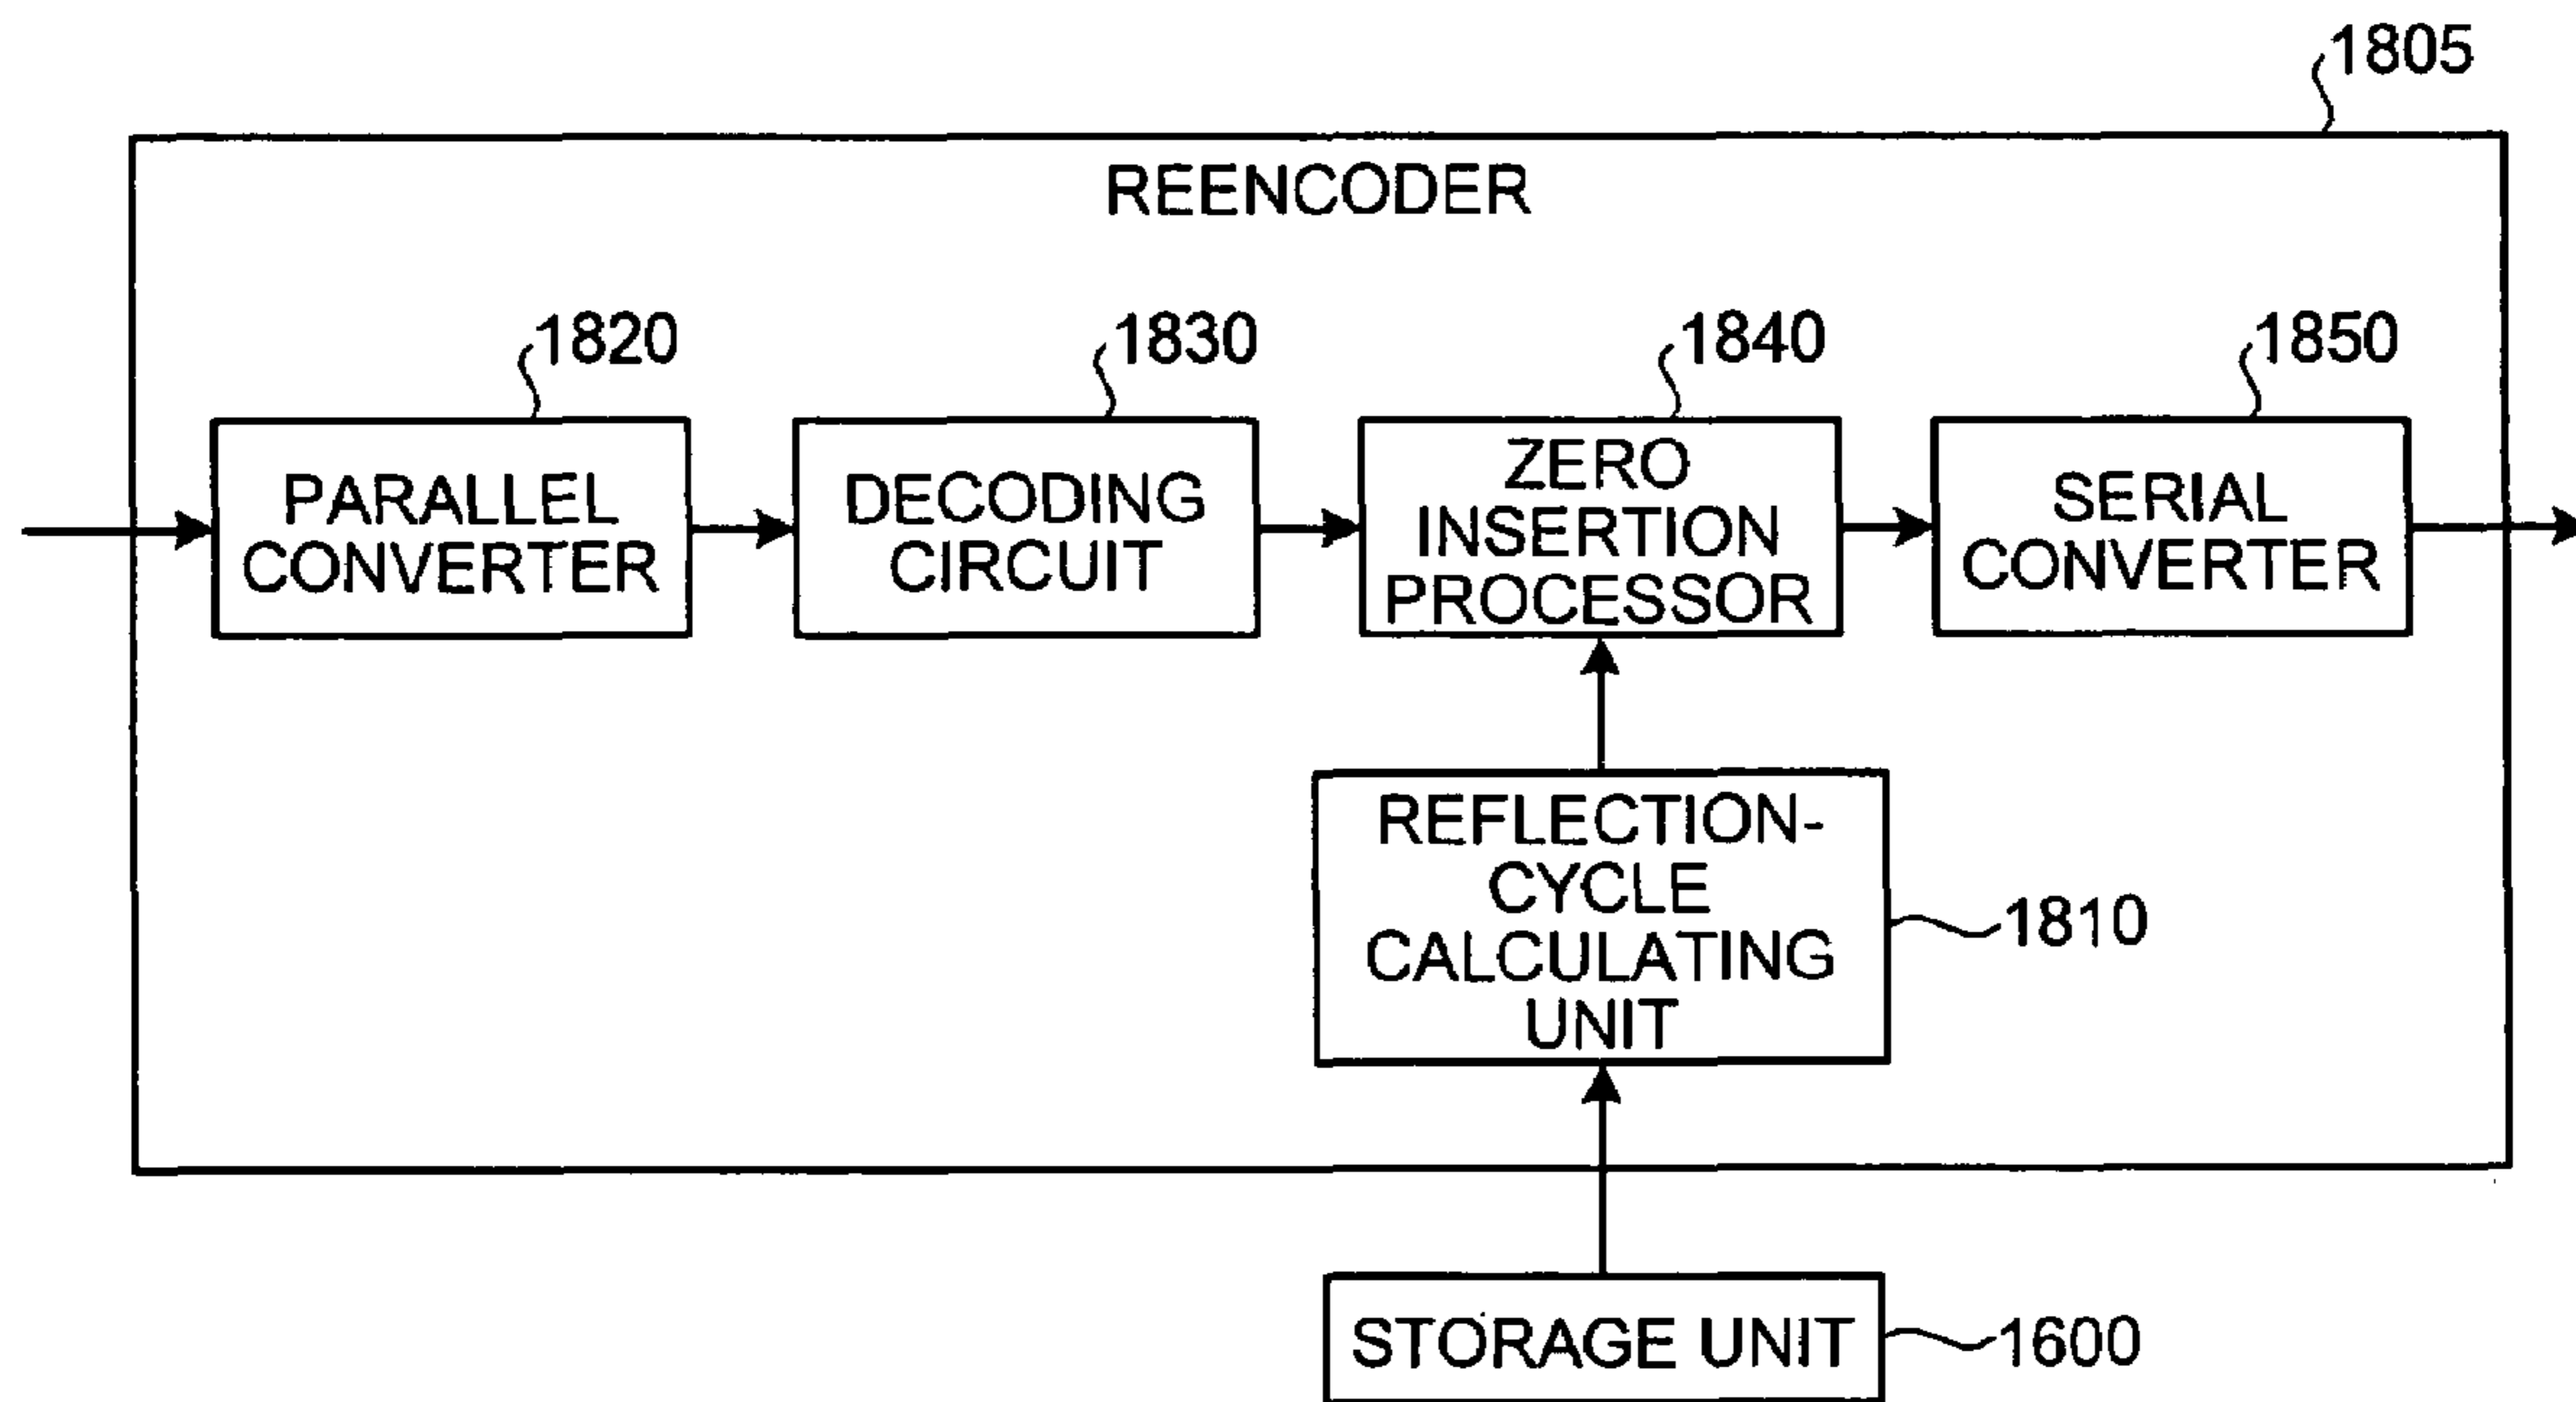 1805
REENCODER
1820
1830
1840
1850
PARALLEL
CONVERTER
DECODING
CIRCUIT
ZERO
INSERTION
PROCESSOR
SERIAL
CONVERTER
REFLECTION-
CYCLE
CALCULATING
UNIT
1810
STORAGE UNIT
1600